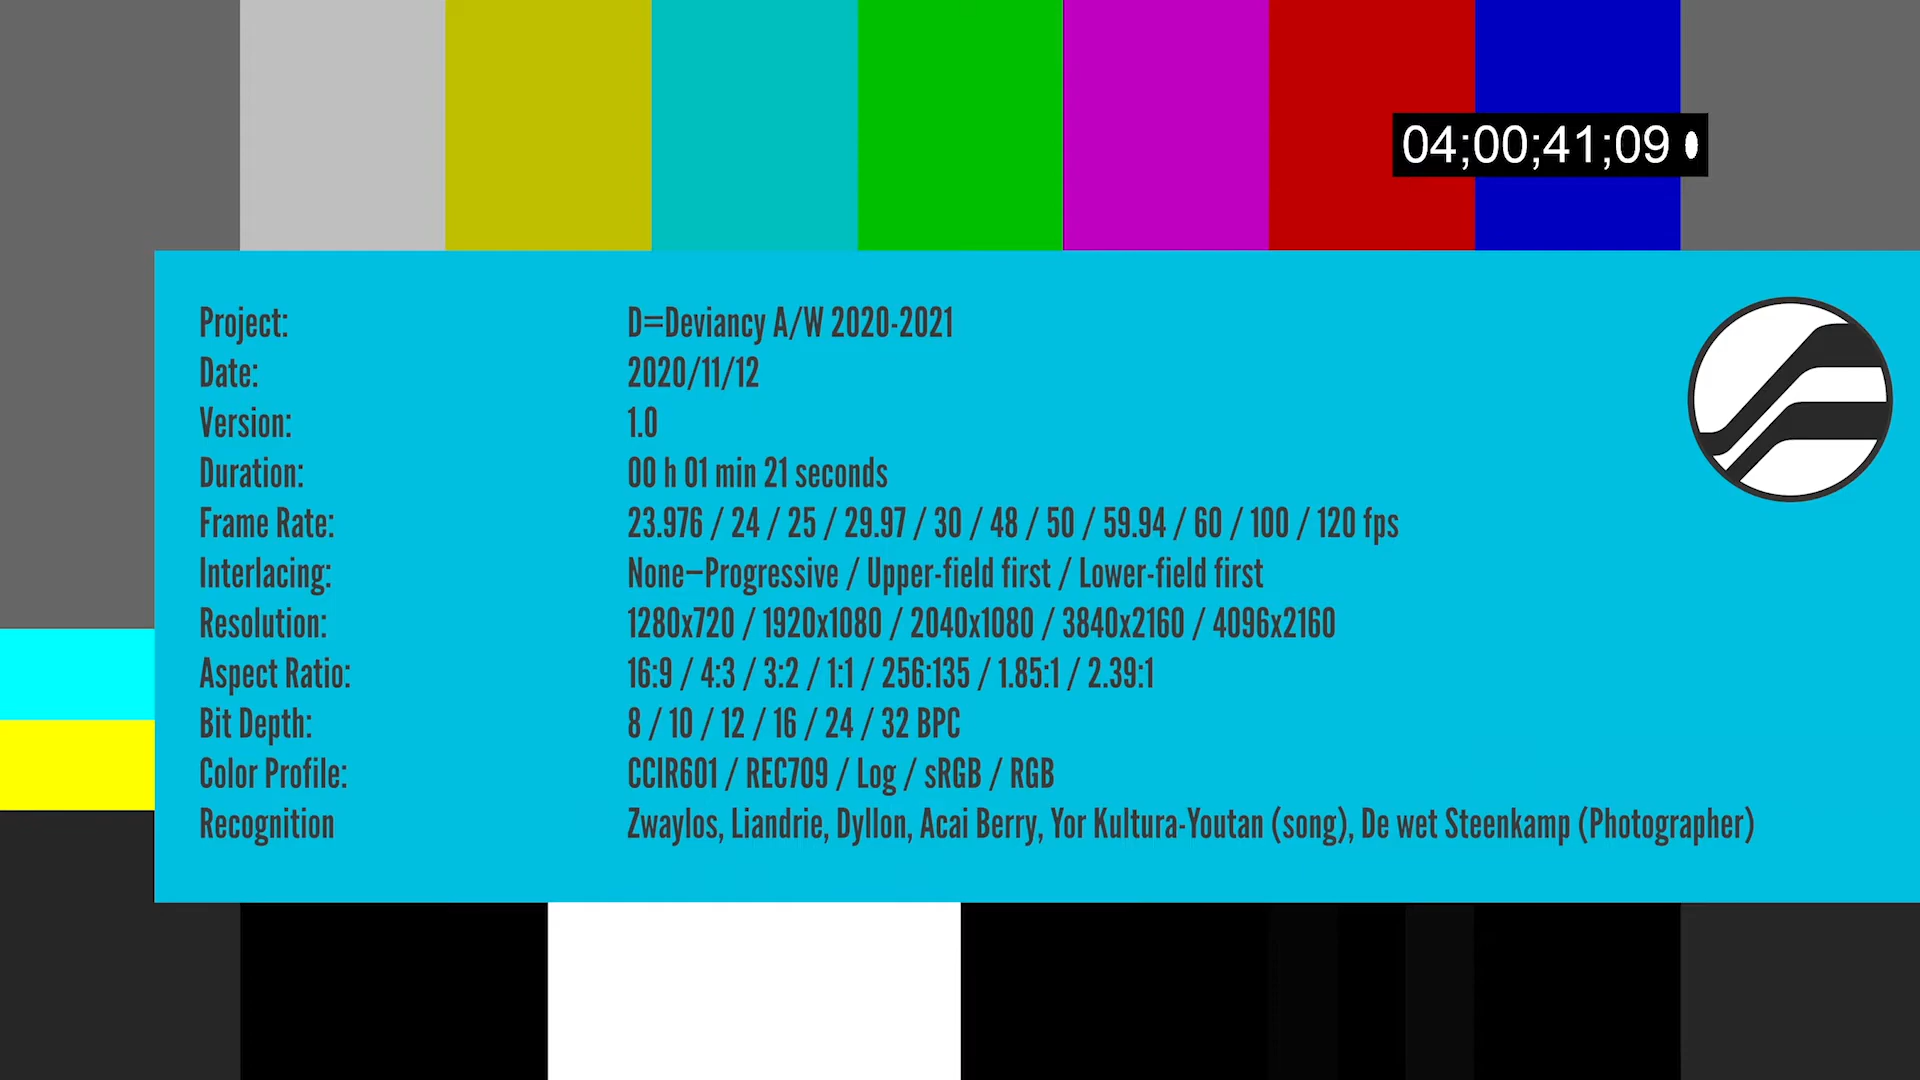 04;00;41;09
Project: D=Deviancy A/W 2020-2021
Date: 2020/11/12
Version: 1.0
Duration: 00 h 01 min 21 seconds
Frame Rate: 23.976 / 24 / 25 / 29.97 / 30 / 48 / 50 / 59.94 / 60 / 100 / 120 fps
Interlacing: None–Progressive / Upper-field first / Lower-field first
Resolution: 1280x720 / 1920x1080 / 2040x1080 / 3840x2160 / 4096x2160
Aspect Ratio: 16:9 / 4:3 / 3:2 / 1:1 / 256:135 / 1.85:1 / 2.39:1
Bit Depth: 8 / 10 / 12 / 16 / 24 / 32 BPC
Color Profile: CCIR601 / REC709 / Log / sRGB / RGB
Recognition Zwaylos, Liandrie, Dyllon, Acai Berry, Yor Kultura-Youtan (song), De wet Steenkamp (Photographer)